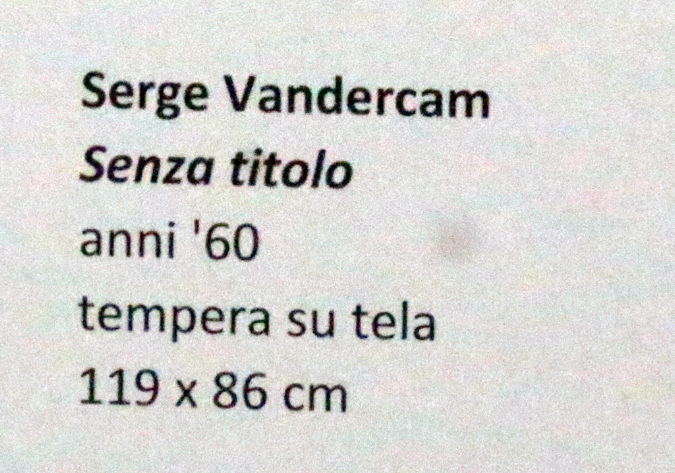 Serge Vandercam
Senza titolo
anni '60
tempera su tela
119 x 86 cm